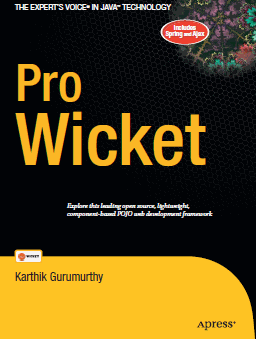 THE EXPERT'S VOICE® IN JAVA™ TECHNOLOGY
Includes
Spring and Ajax
Pro
Wicket
Explore this leading open source, lightweight,
component-based POJO web development framework
WICKET
Karthik Gurumurthy
Apress®